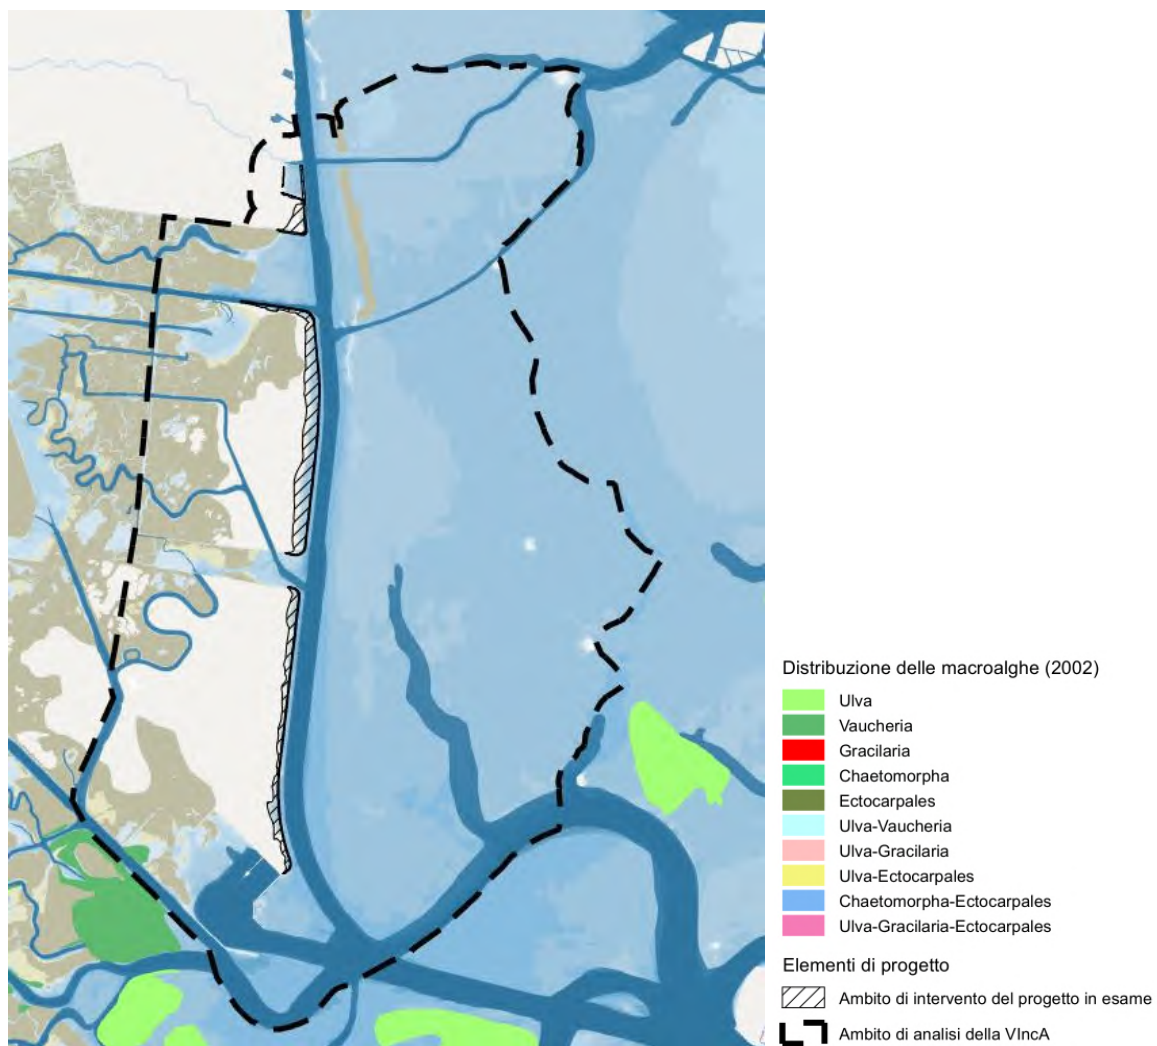 Distribuzione delle macroalghe (2002)
Ulva
Vaucheria
Gracilaria
Chaetomorpha
Ectocarpales
Ulva-Vaucheria
Ulva-Gracilaria
Ulva-Ectocarpales
Chaetomorpha-Ectocarpales
Ulva-Gracilaria-Ectocarpales
Elementi di progetto
Ambito di intervento del progetto in esame
Ambito di analisi della VIncA